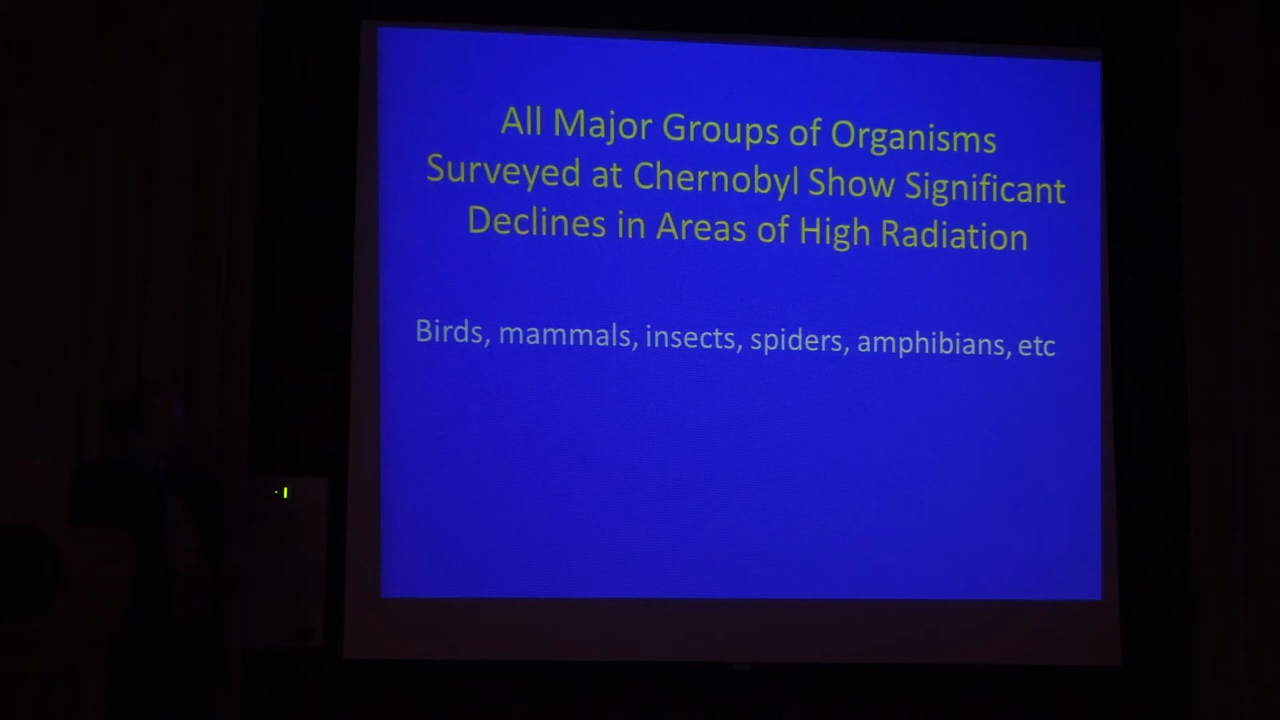 All Major Groups of Organisms
Surveyed at Chernobyl Show Significant
Declines in Areas of High Radiation
Birds, mammals, insects, spiders, amphibians, etc